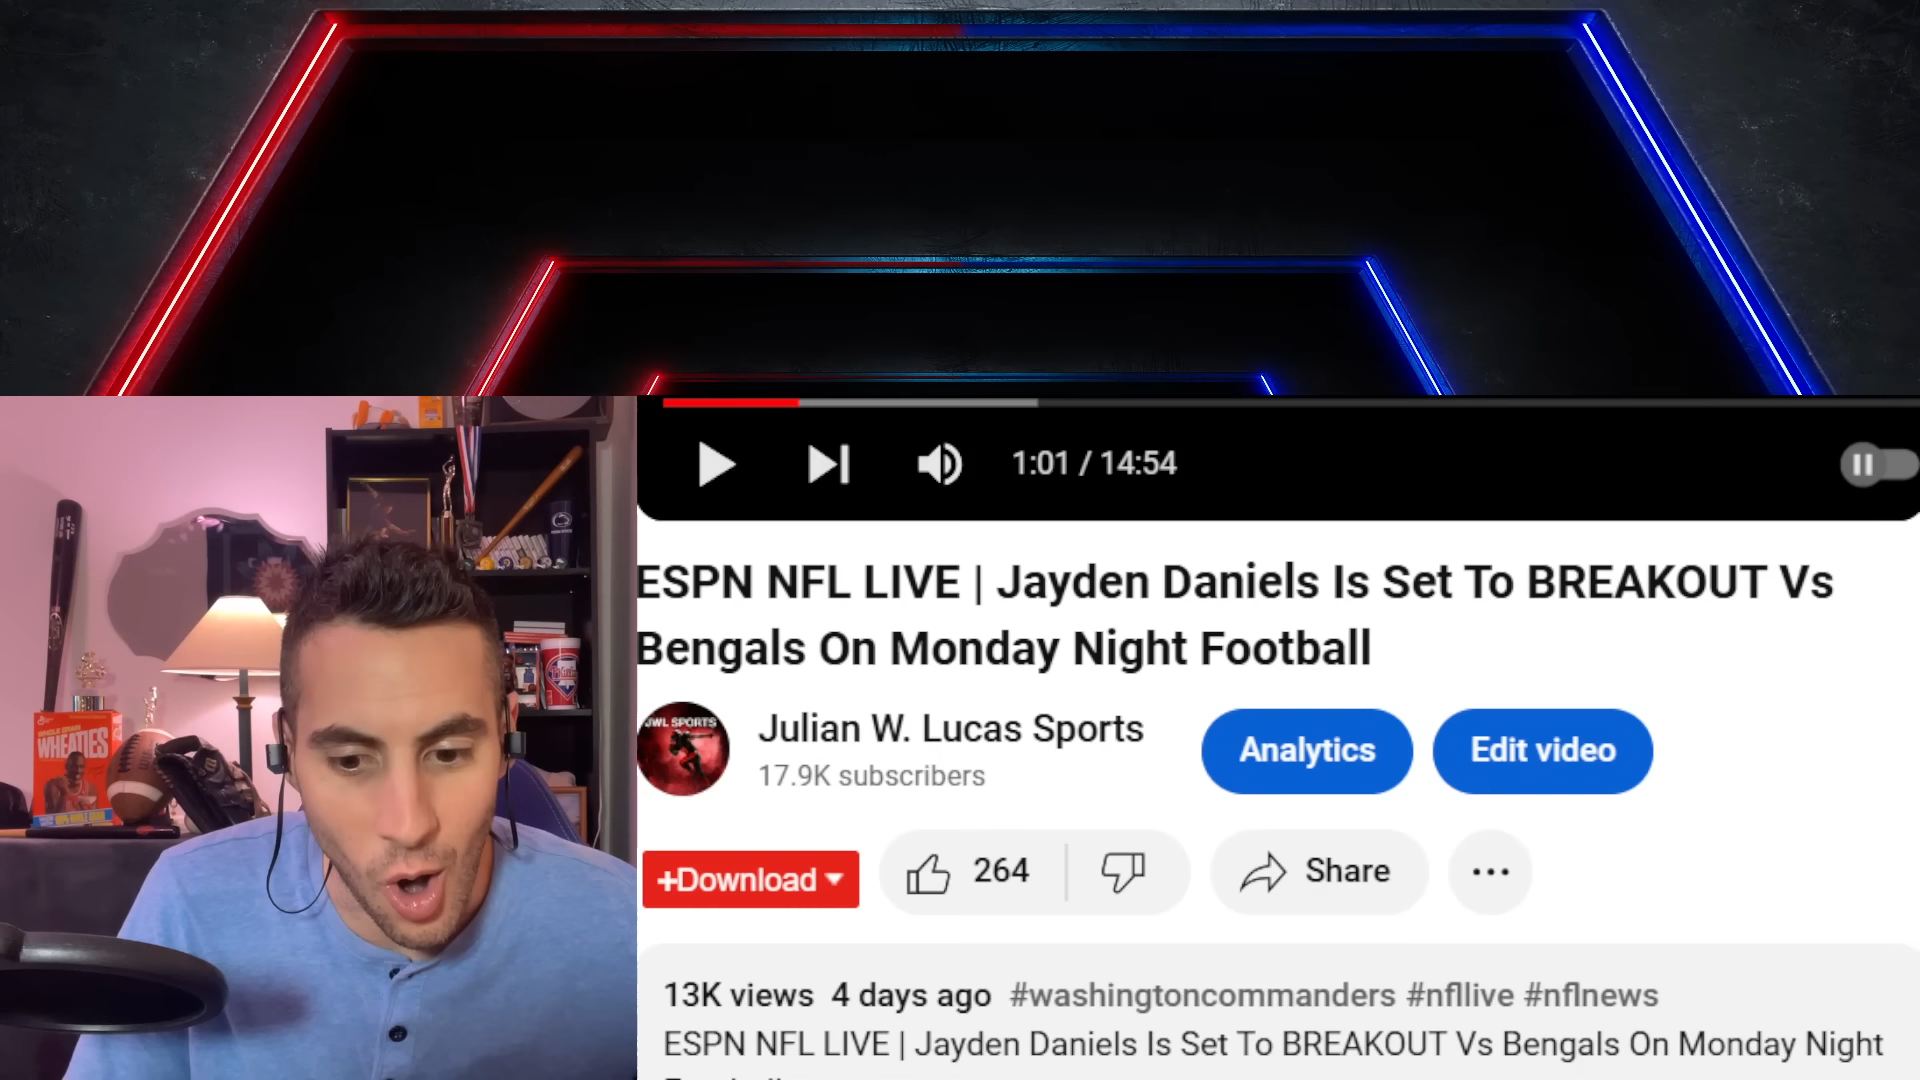 1:01 / 14:54
ESPN NFL LIVE | Jayden Daniels Is Set To BREAKOUT Vs
Bengals On Monday Night Football
JWL SPORTS
Julian W. Lucas Sports
17.9K subscribers
Analytics
Edit video
+Download
264
Share
13K views 4 days ago #washingtoncommanders #nfllive #nflnews
ESPN NFL LIVE | Jayden Daniels Is Set To BREAKOUT Vs Bengals On Monday Night
WHEATIES